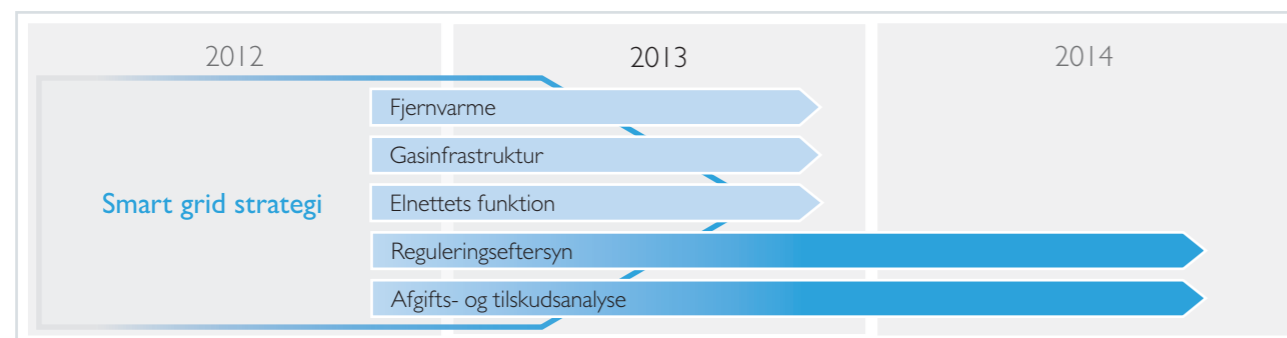 2012
2013
2014
Fjernvarme
Gasinfrastruktur
Smart grid strategi
Elnettets funktion
Reguleringseftersyn
Afgifts- og tilskudsanalyse